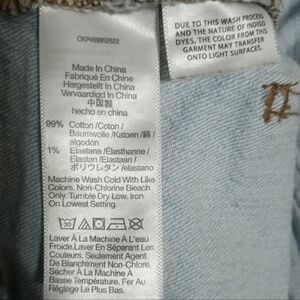 CKP469952522
Made In China
Fabriqué En Chine
Hergestellt In China
Vervaardigd In China
中国製
hecho en china
99% Cotton /Coton /
Baumwolle /Katoen /綿 /
algodón
1% Elastane /Élasthanne /
Elastan /Elastaan /
ポリウレタン /elastano
Machine Wash Cold With Like
Colors. Non-Chlorine Bleach
Only. Tumble Dry Low. Iron
On Lowest Setting.
30
Laver À La Machine À L'eau
Froide.Laver En Séparant Les
Couleurs. Seulement Agent
De Blanchiment Non-Chlore.
Sécher À La Machine À
Basse Température. Fer Au
Réglage Le Plus Bas.
DUE TO THIS WASH PROCESS
AND THE NATURE OF INDIGO
DYES, THE COLOR FROM THIS
GARMENT MAY TRANSFER
ONTO LIGHT SURFACES.